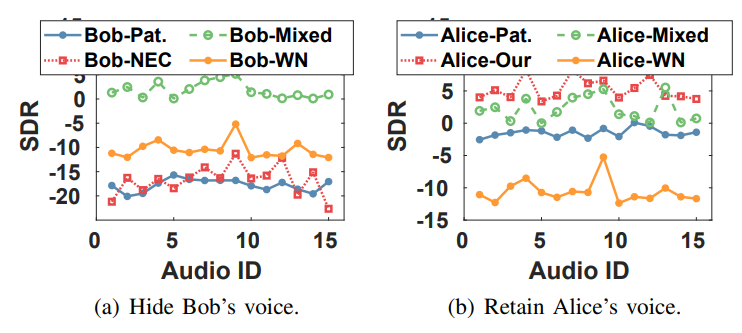 Bob-Pat. Bob-Mixed
Bob-NEC Bob-WN
5
0
-5
-10
-15
-20
SDR
0 5 10 15
Audio ID
(a) Hide Bob's voice.
Alice-Pat. Alice-Mixed
Alice-Our Alice-WN
5
0
-5
-10
-15
SDR
0 5 10 15
Audio ID
(b) Retain Alice's voice.